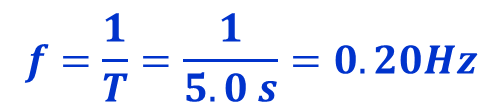 f = 1/T = 1/5.0 s = 0.20Hz